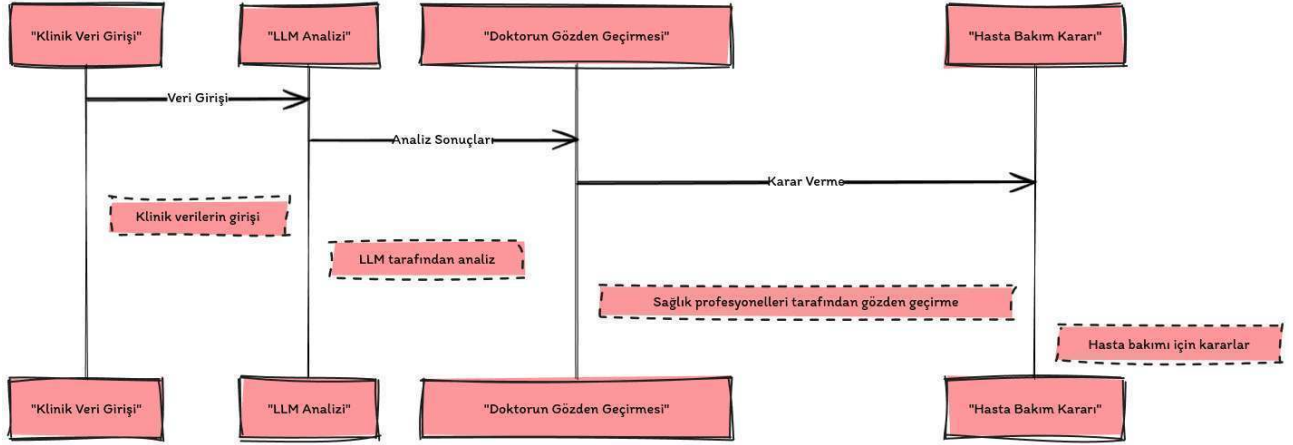 "Klinik Veri Girişi"
"LLM Analizi"
"Doktorun Gözden Geçirmesi"
"Hasta Bakım Kararı"
Veri Girişi
Analiz Sonuçları
Karar Verme
Klinik verilerin girişi
LLM tarafından analiz
Sağlık profesyonelleri tarafından gözden geçirme
Hasta bakımı için kararlar
"Klinik Veri Girişi"
"LLM Analizi"
"Doktorun Gözden Geçirmesi"
"Hasta Bakım Kararı"